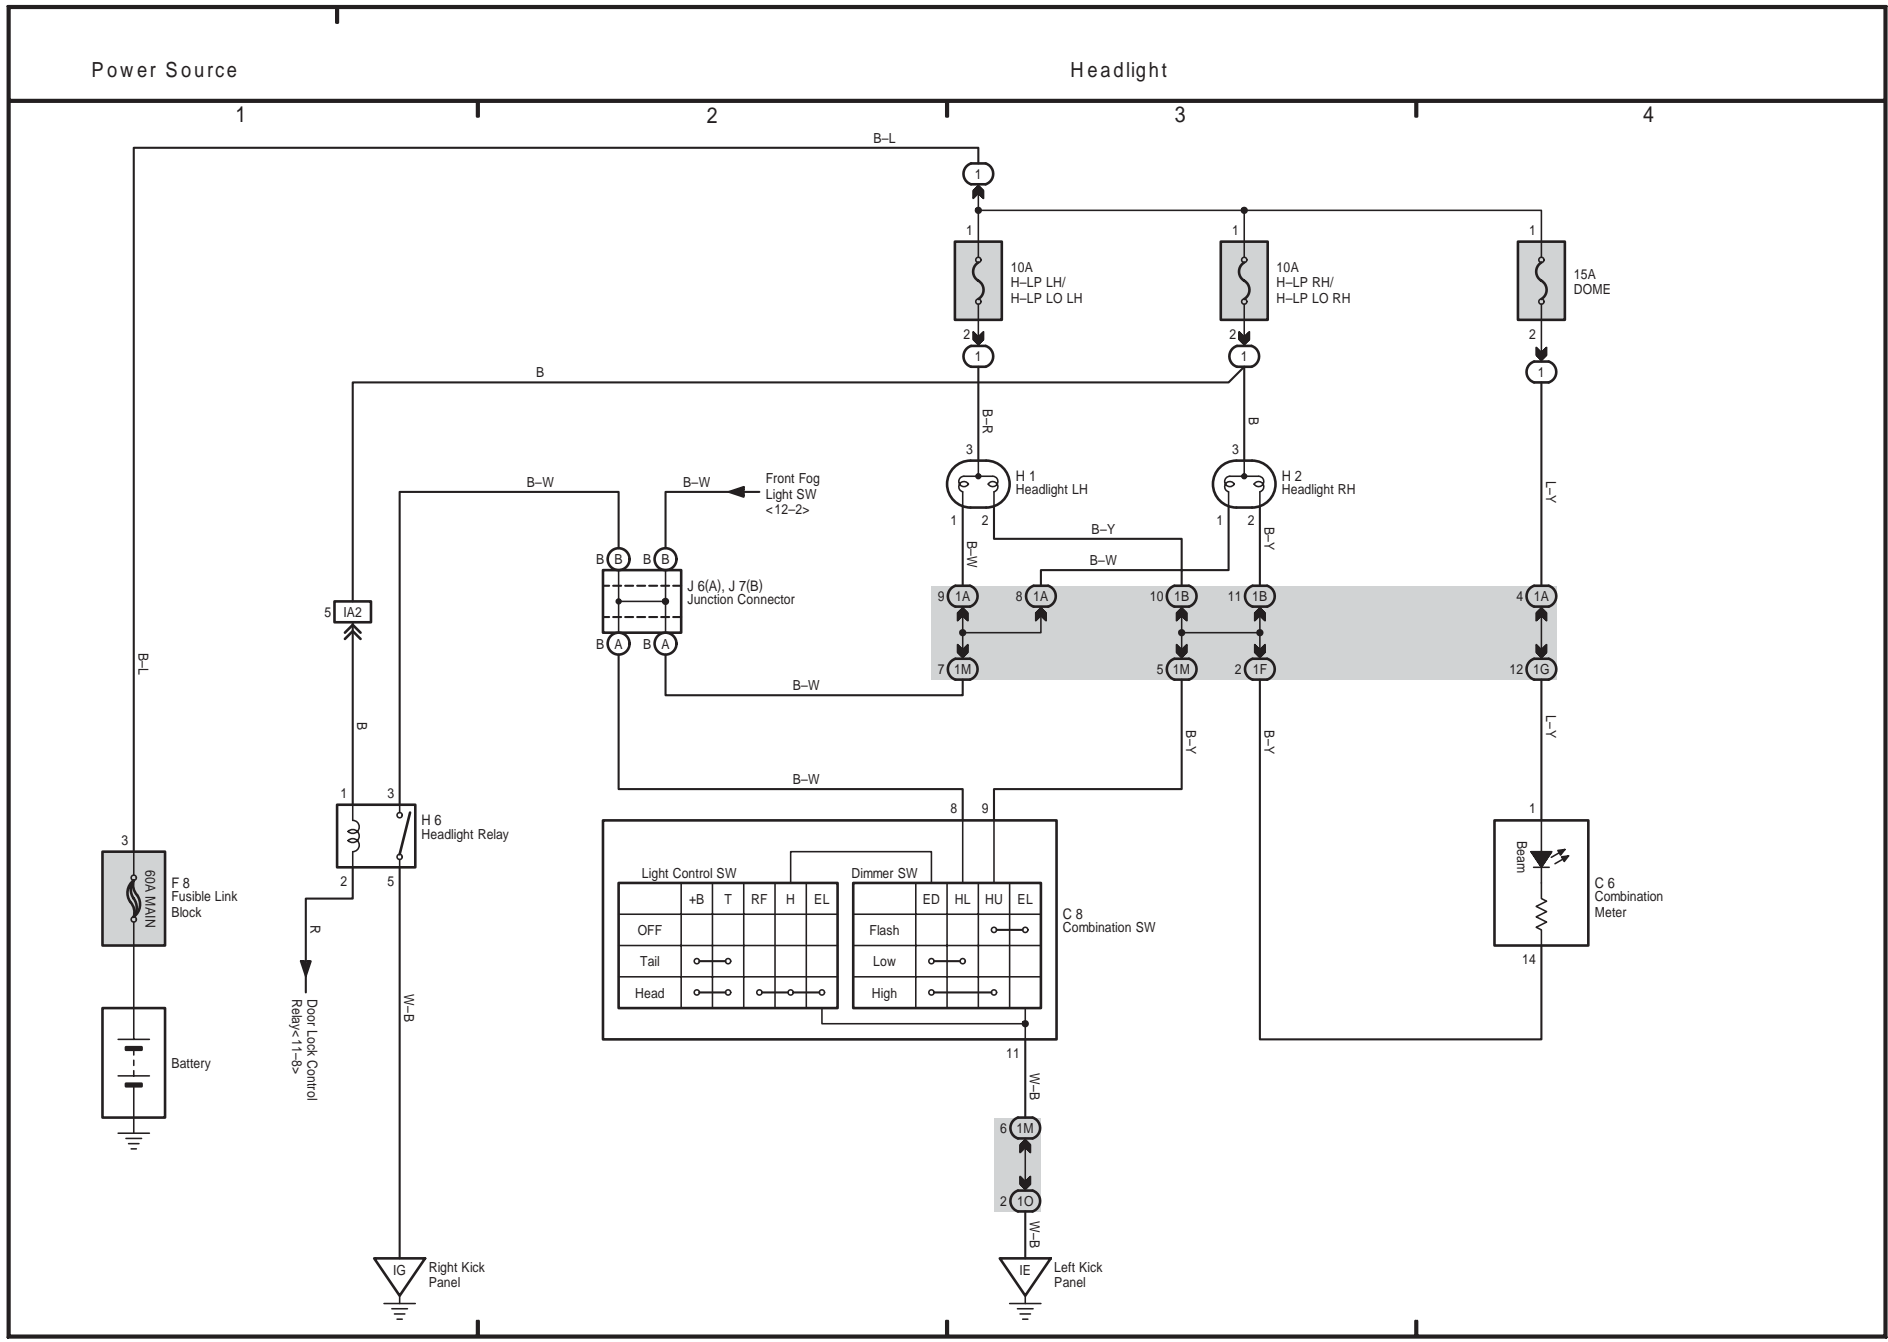 Power Source
Headlight
1
2
3
4
B–L
1
1
1
1
10A
H–LP LH/
H–LP LO LH
10A
H–LP RH/
H–LP LO RH
15A
DOME
2
2
2
1
1
1
B
B–R
B
L–Y
3
3
H 1
Headlight LH
H 2
Headlight RH
1
2
1
2
B–W
B–W
Front Fog
Light SW
<12–2>
B–Y
B–W
B–W
B–Y
B B
B B
J 6(A), J 7(B)
Junction Connector
B A
B A
5 IA2
9 1A
8 1A
10 1B
11 1B
4 1A
7 1M
5 1M
2 1F
12 1G
B–L
B
B–W
B–Y
B–Y
L–Y
B–W
1
3
H 6
Headlight Relay
2
5
8
9
1
3
60A MAIN
F 8
Fusible Link
Block
R
Door Lock Control
Relay<11–8>
W–B
Battery
Light Control SW
+B T RF H EL
OFF
Tail
Head
Dimmer SW
ED HL HU EL
Flash
Low
High
C 8
Combination SW
Beam
C 6
Combination
Meter
14
11
W–B
6 1M
2 1O
W–B
IG
Right Kick
Panel
IE
Left Kick
Panel